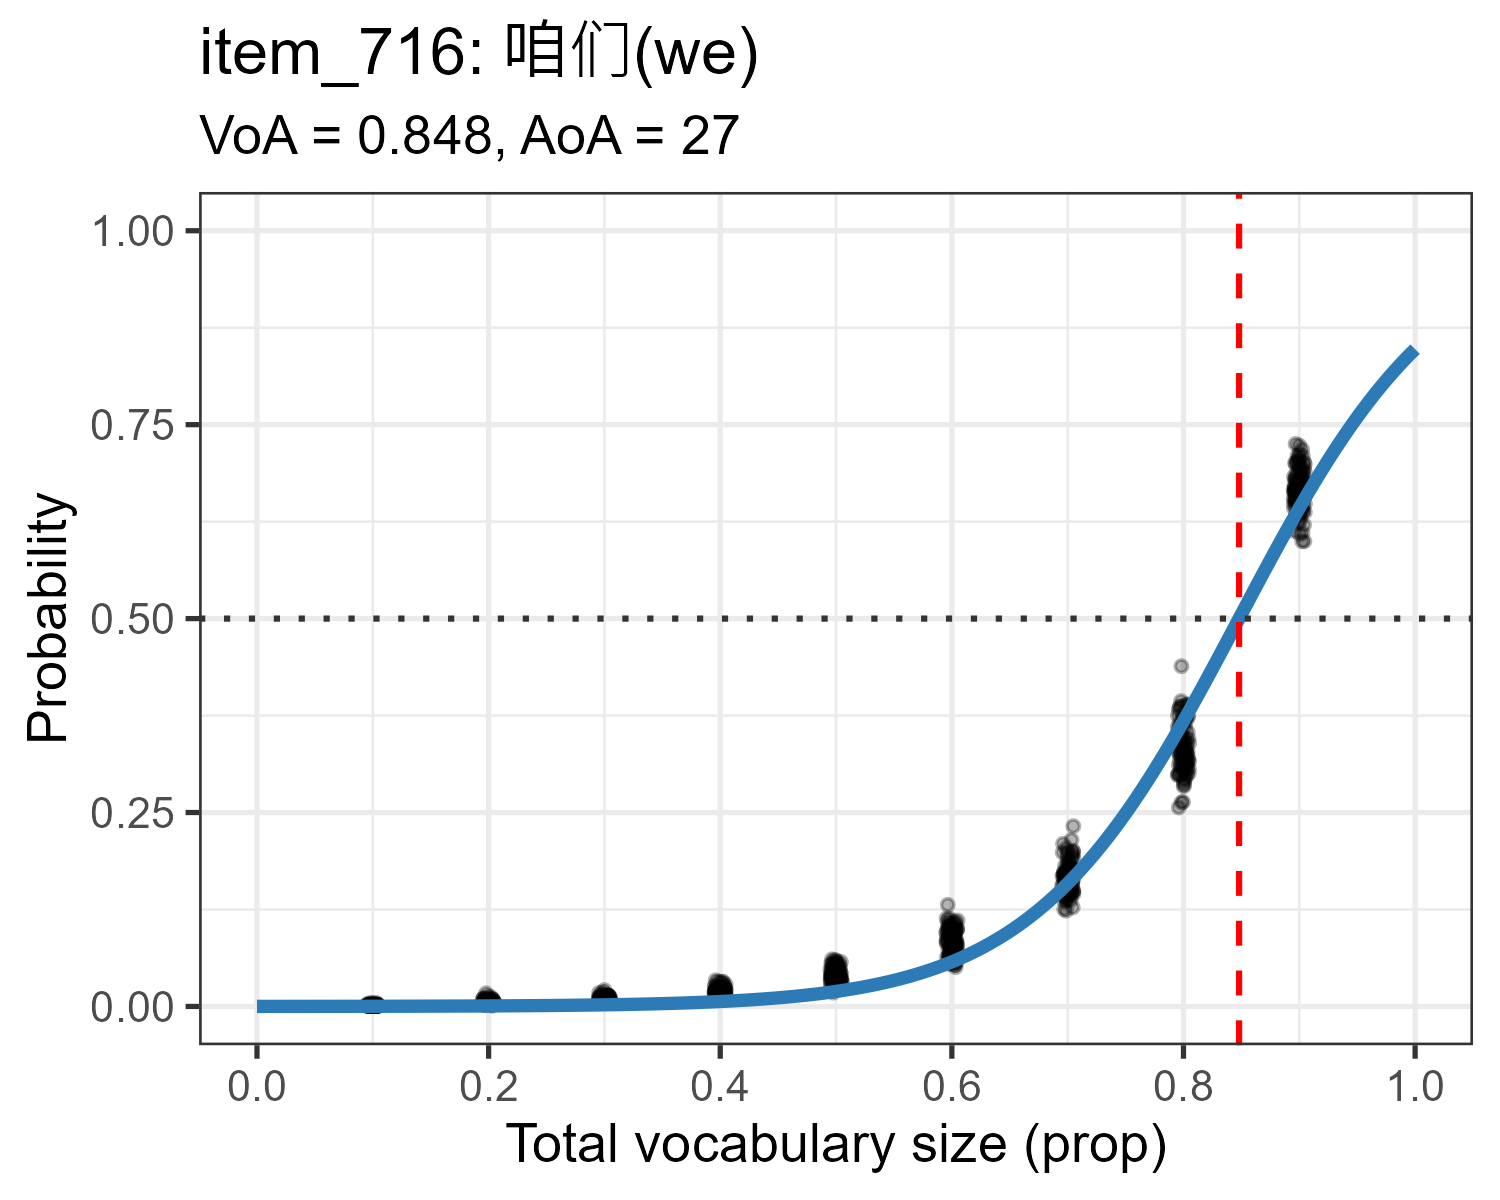 item_716: 咱们(we)
VoA = 0.848, AoA = 27
1.00
0.75
0.50
0.25
0.00
Probability
0.0 0.2 0.4 0.6 0.8 1.0
Total vocabulary size (prop)